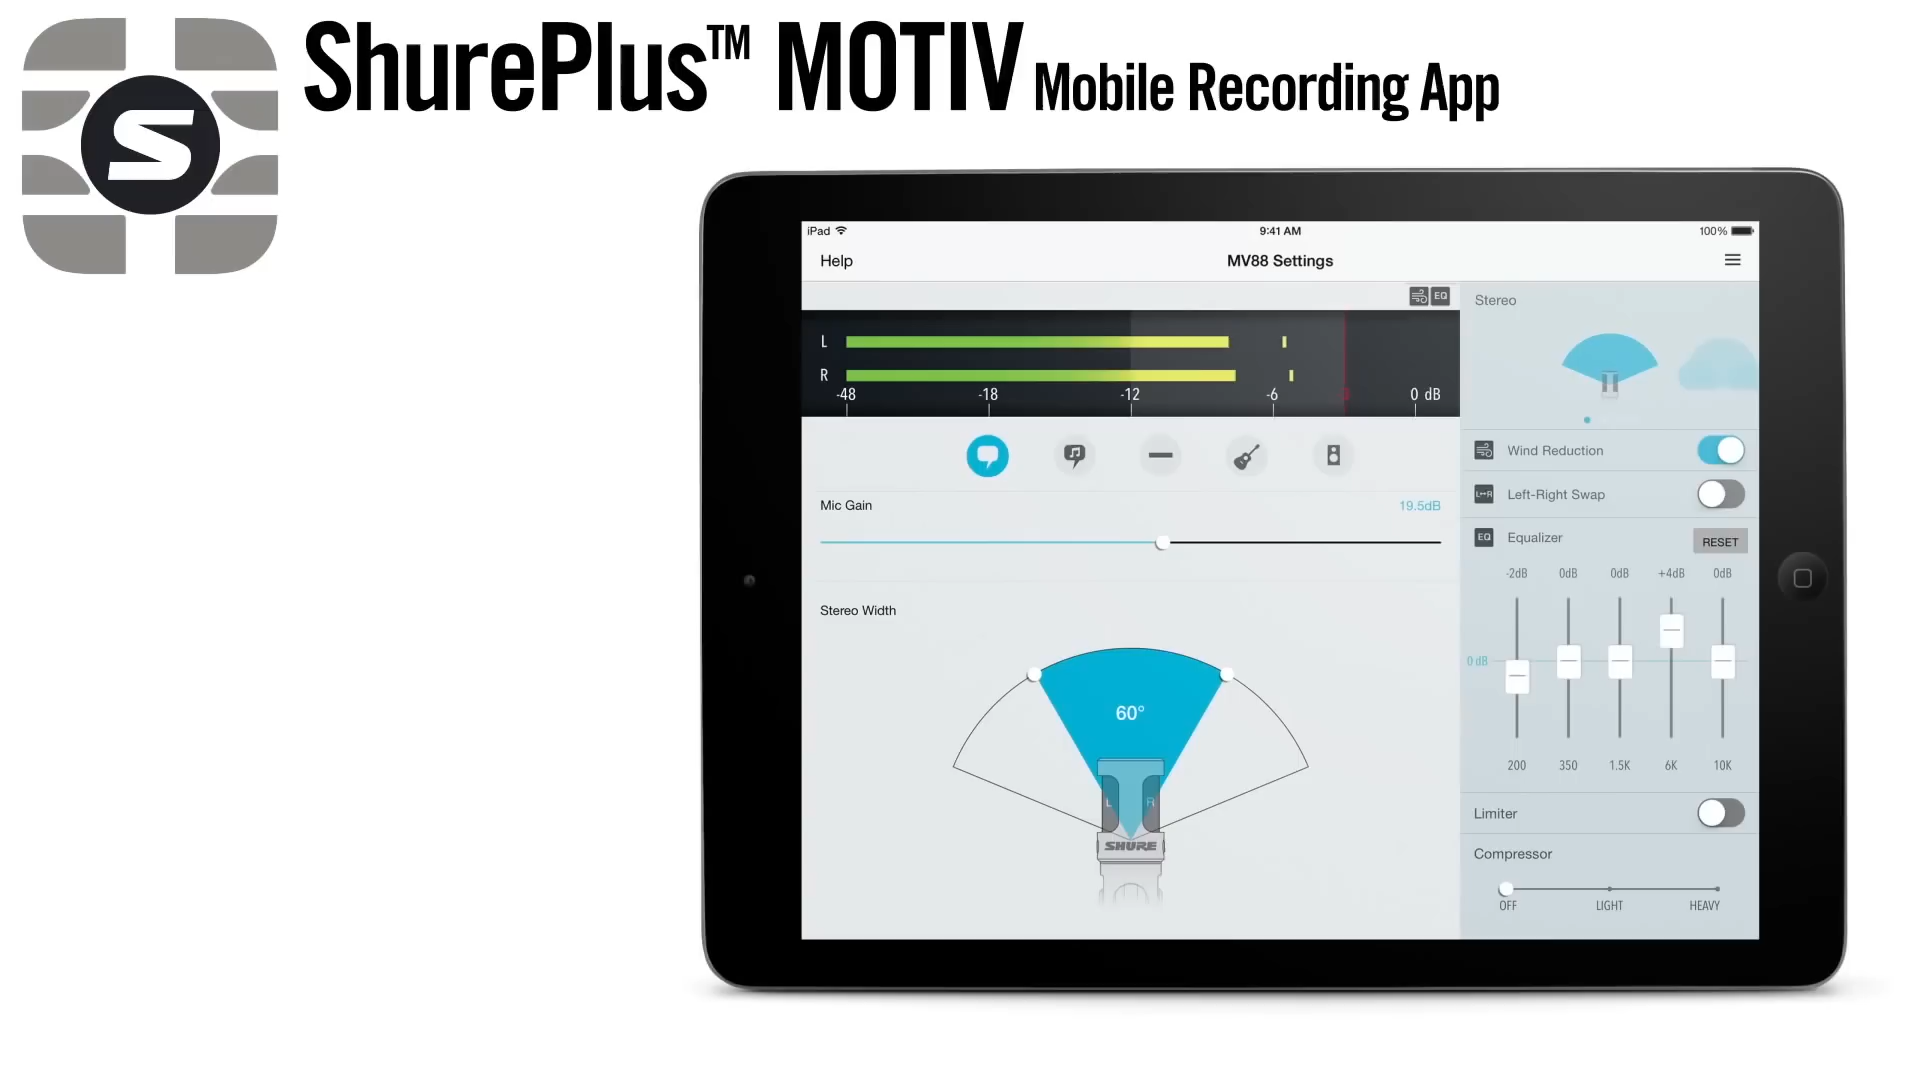 ShurePlus™ MOTIV Mobile Recording App
iPad 9:41 AM 100%
Help MV88 Settings
EQ
Stereo
L
R
-48 -18 -12 -6 0 dB
Wind Reduction
Mic Gain 19.5dB
L↔R Left-Right Swap
EQ Equalizer RESET
-2dB 0dB 0dB +4dB 0dB
Stereo Width
0 dB
60°
200 350 1.5K 6K 10K
L R
SHURE
Limiter
Compressor
OFF LIGHT HEAVY